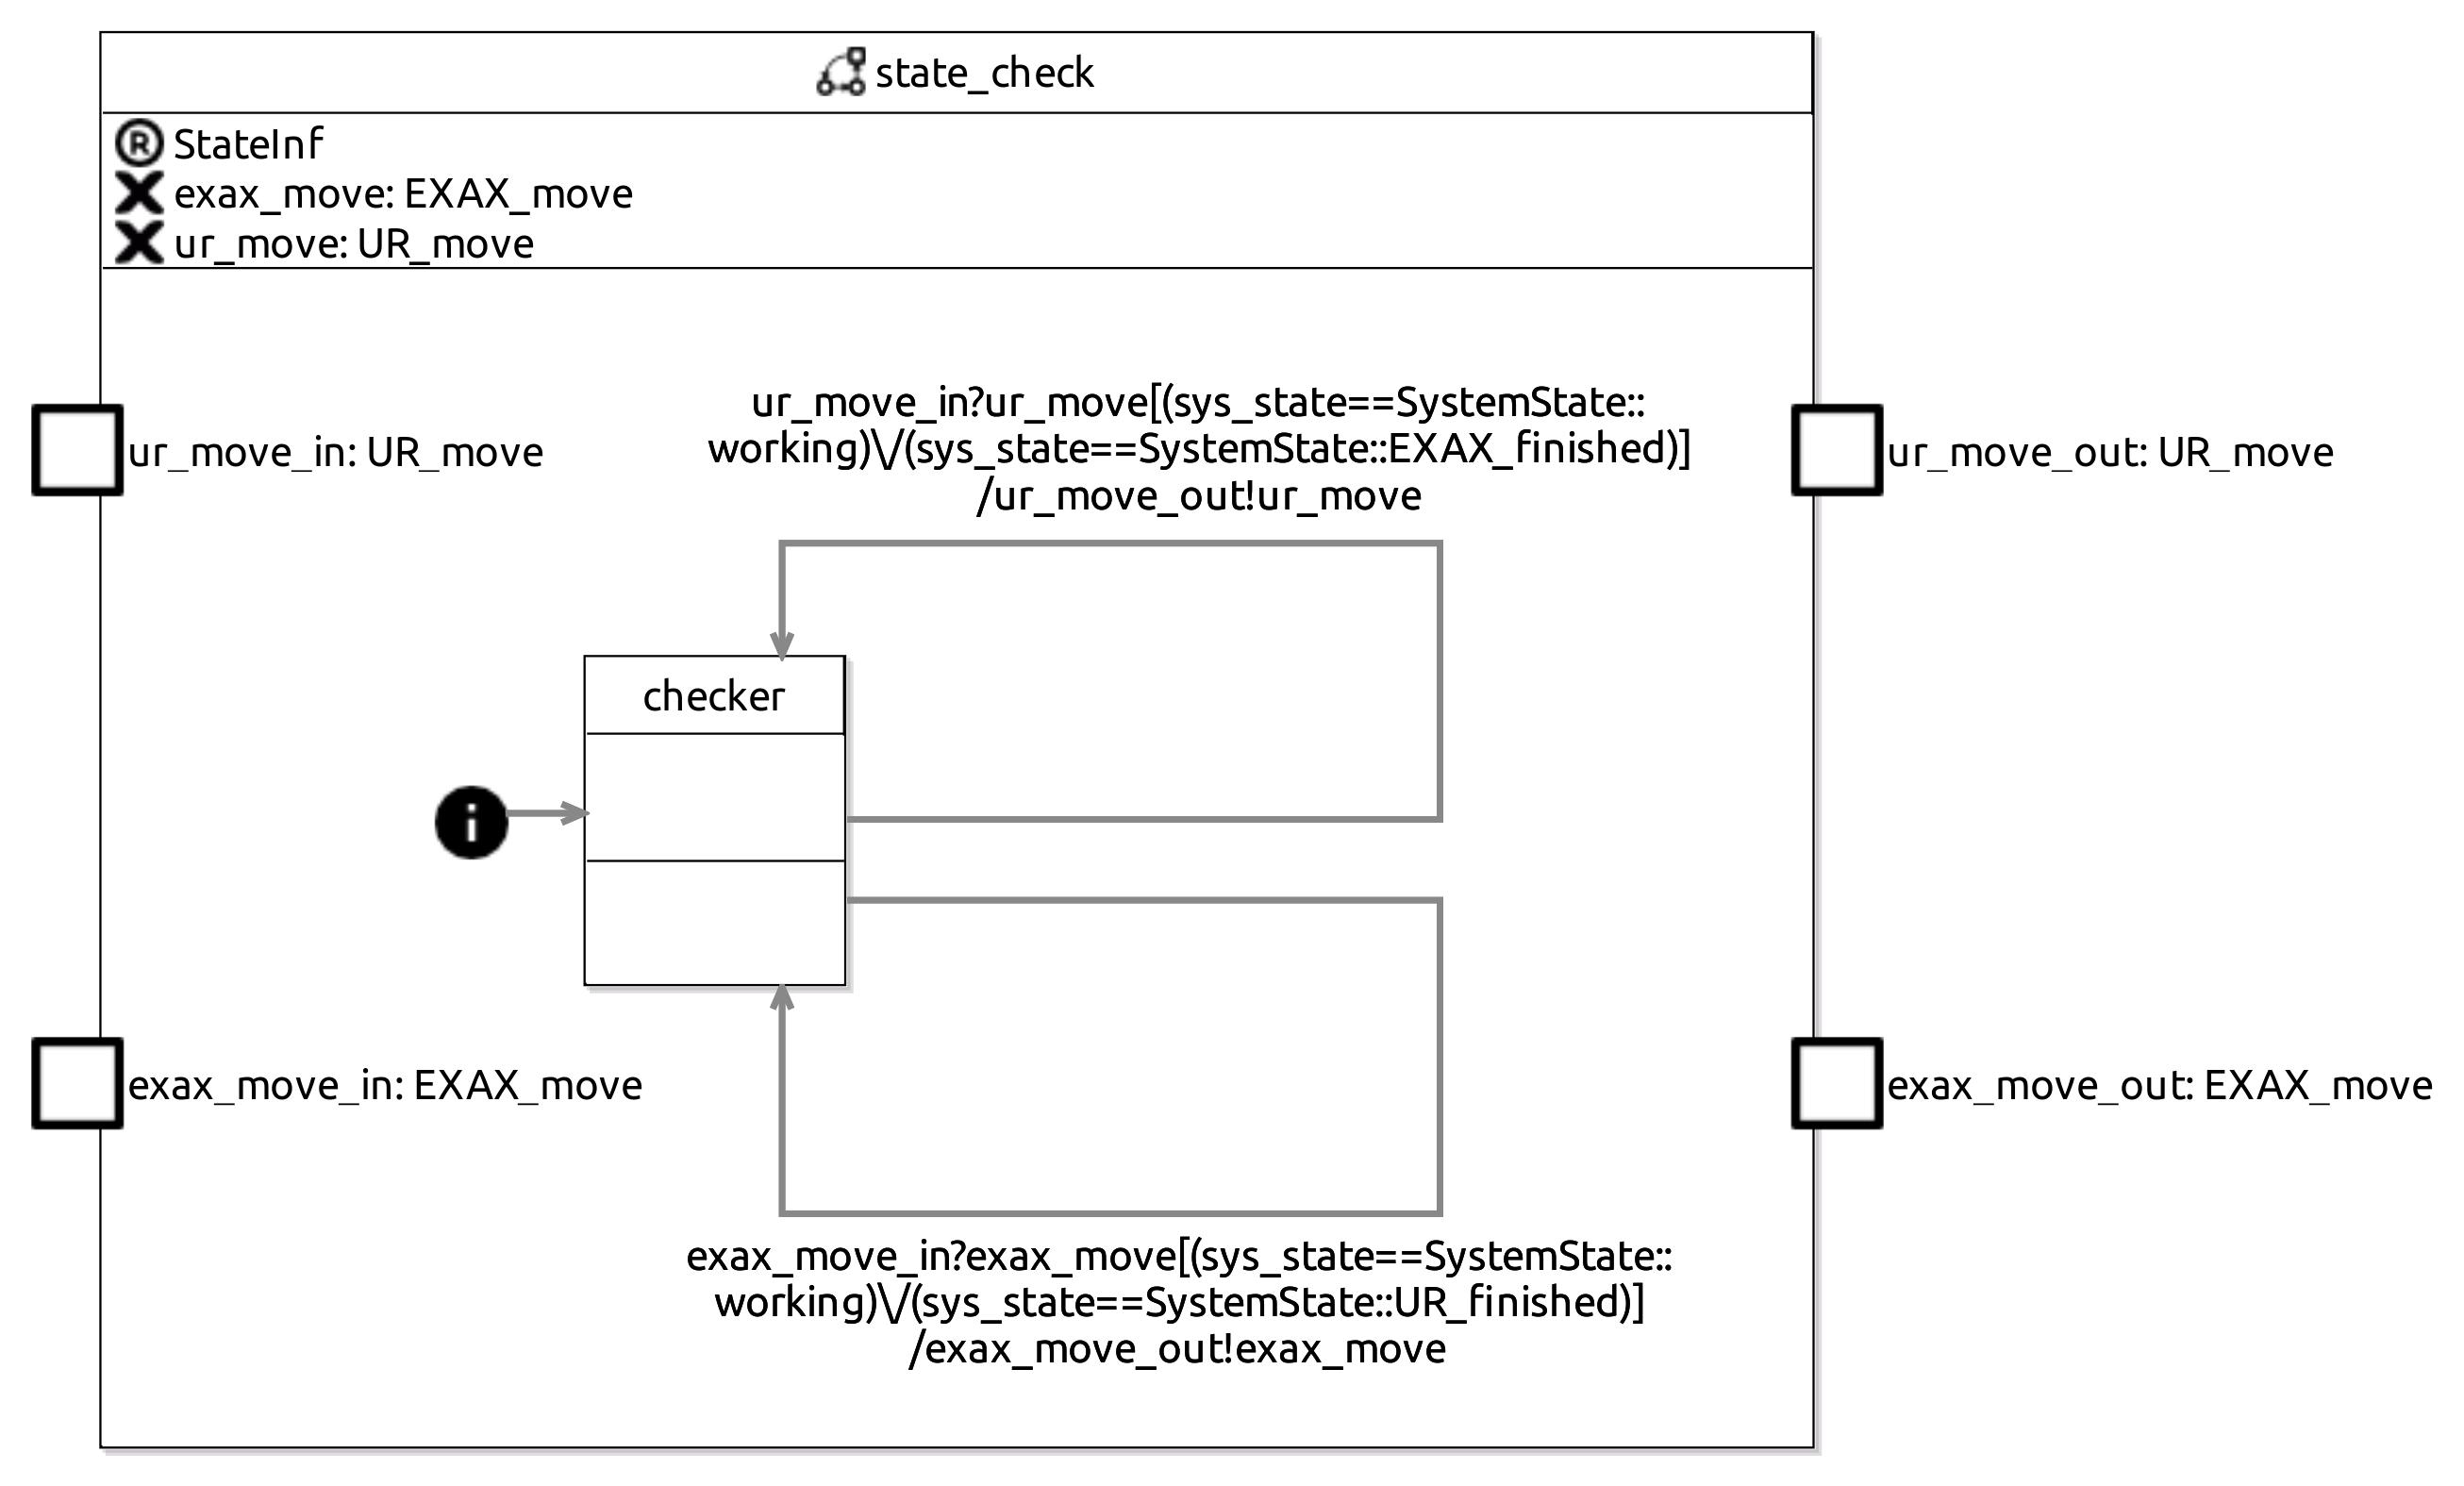 state_check
StateInf
exax_move: EXAX_move
ur_move: UR_move
ur_move_in?ur_move[(sys_state==SystemState::
working)\/(sys_state==SystemState::EXAX_finished)]
/ur_move_out!ur_move
ur_move_in: UR_move
ur_move_out: UR_move
checker
i
exax_move_in: EXAX_move
exax_move_out: EXAX_move
exax_move_in?exax_move[(sys_state==SystemState::
working)\/(sys_state==SystemState::UR_finished)]
/exax_move_out!exax_move